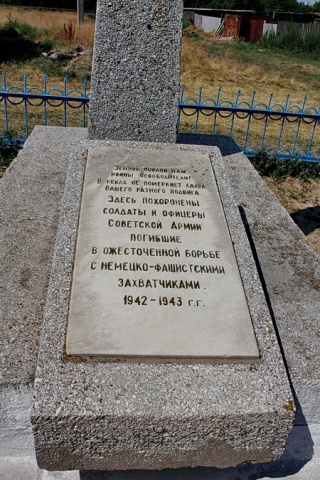 Земной поклон вам
воины освободители!
В веках не померкнет слава
Вашего ратного подвига
Здесь похоронены
солдаты и офицеры
Советской Армии
погибшие
в ожесточенной борьбе
с немецко-фашистскими
захватчиками.
1942-1943 г.г.